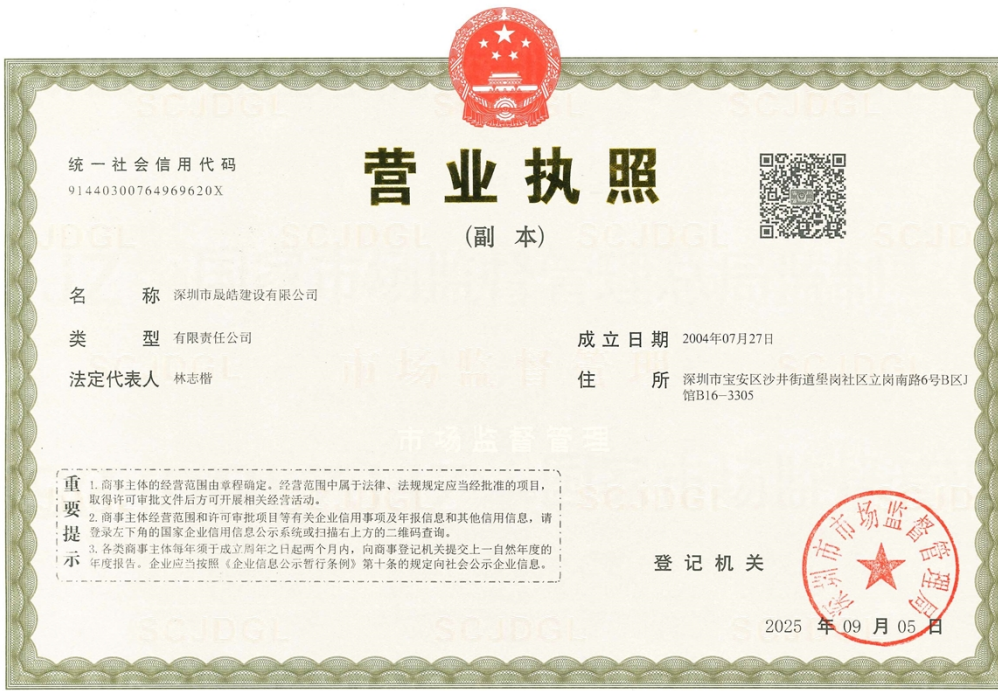 统一社会信用代码
91440300764969620X
营业执照
(副 本)
名 称 深圳市晟皓建设有限公司
类 型 有限责任公司
法定代表人 林志楷
成立日期 2004年07月27日
住 所 深圳市宝安区沙井街道壆岗社区立岗南路6号B区J
馆B16-3305
重要提示
1.商事主体的经营范围由章程确定。经营范围中属于法律、法规规定应当经批准的项目,
取得许可审批文件后方可开展相关经营活动。
2.商事主体经营范围和许可审批项目等有关企业信用事项及年报信息和其他信用信息,请
登录左下角的国家企业信用信息公示系统或扫描右上方的二维码查询。
3.各类商事主体每年须于成立周年之日起两个月内,向商事登记机关提交上一自然年度的
年度报告。企业应当按照《企业信息公示暂行条例》第十条的规定向社会公示企业信息。
登记机关
深圳市市场监督管理局
2025 年 09 月 05 日
SCJDGL
市场监督管理